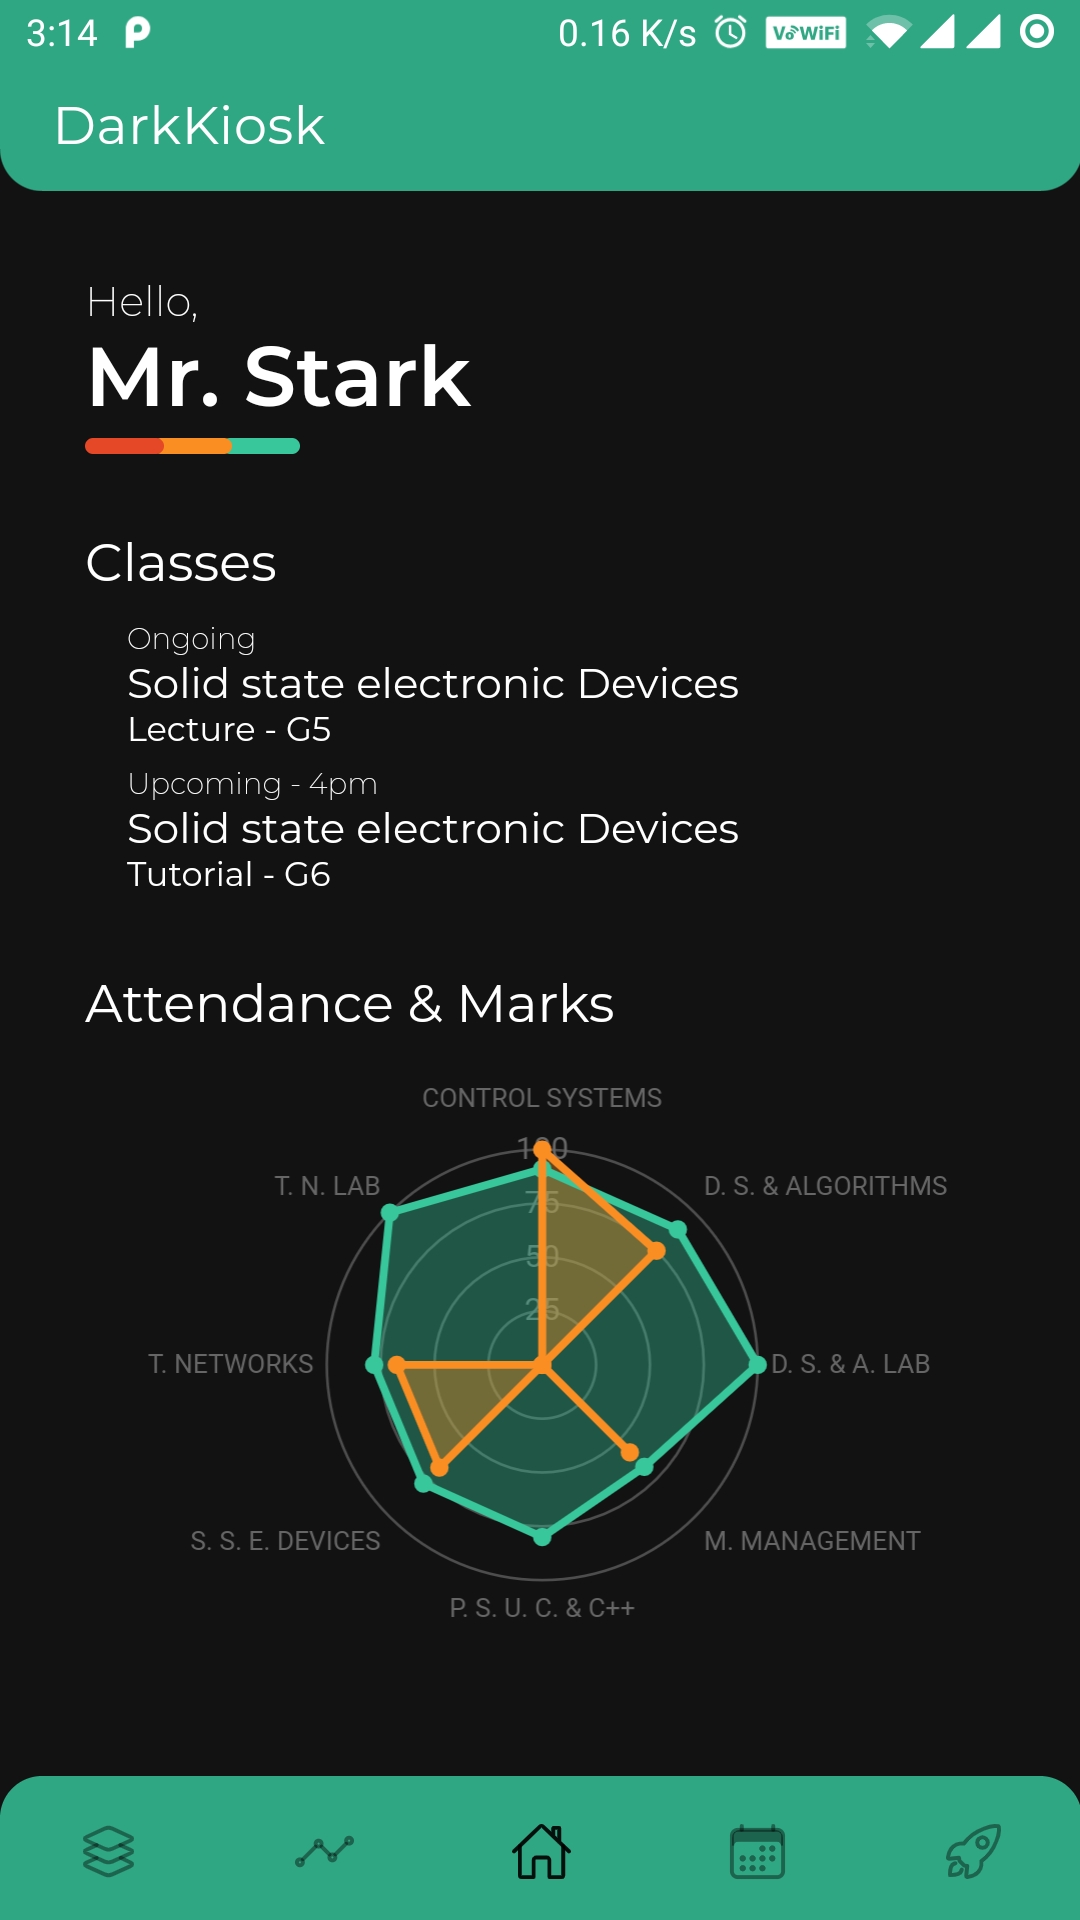 3:14 P 0.16 K/s VoWiFi
DarkKiosk
Hello,
Mr. Stark
Classes
Ongoing
Solid state electronic Devices
Lecture - G5
Upcoming - 4pm
Solid state electronic Devices
Tutorial - G6
Attendance & Marks
CONTROL SYSTEMS
100
T. N. LAB
D. S. & ALGORITHMS
75
50
25
T. NETWORKS
D. S. & A. LAB
S. S. E. DEVICES
M. MANAGEMENT
P. S. U. C. & C++